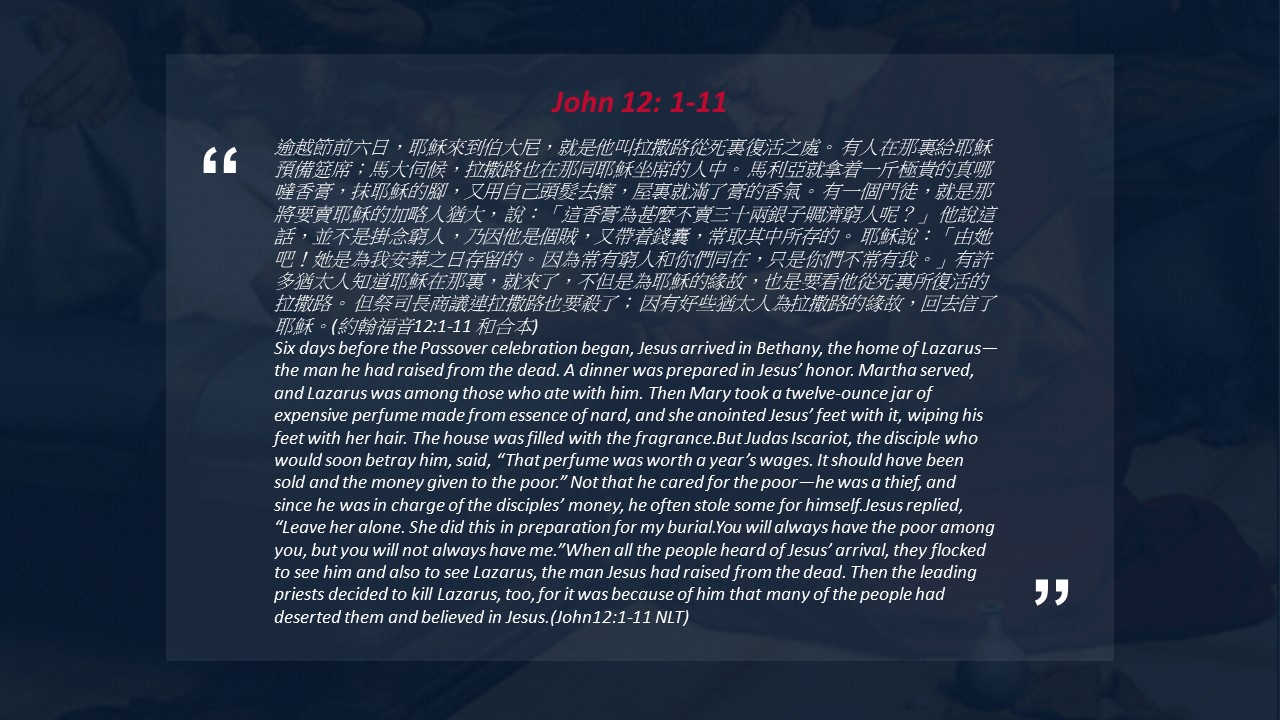 John 12: 1-11
“
逾越節前六日，耶穌來到伯大尼，就是他叫拉撒路從死裏復活之處。 有人在那裏給耶穌
預備筵席；馬大伺候，拉撒路也在那同耶穌坐席的人中。 馬利亞就拿着一斤極貴的真哪
噠香膏，抹耶穌的腳，又用自己頭髮去擦，屋裏就滿了膏的香氣。 有一個門徒，就是那
將要賣耶穌的加略人猶大， 說：「這香膏為甚麼不賣三十兩銀子賙濟窮人呢？」 他說這
話，並不是掛念窮人，乃因他是個賊，又帶着錢囊，常取其中所存的。 耶穌說：「由她
吧！她是為我安葬之日存留的。 因為常有窮人和你們同在，只是你們不常有我。」有許
多猶太人知道耶穌在那裏，就來了，不但是為耶穌的緣故，也是要看他從死裏所復活的
拉撒路。 但祭司長商議連拉撒路也要殺了； 因有好些猶太人為拉撒路的緣故，回去信了
耶穌。(約翰福音12:1-11 和合本)
Six days before the Passover celebration began, Jesus arrived in Bethany, the home of Lazarus—
the man he had raised from the dead. A dinner was prepared in Jesus’ honor. Martha served,
and Lazarus was among those who ate with him. Then Mary took a twelve-ounce jar of
expensive perfume made from essence of nard, and she anointed Jesus’ feet with it, wiping his
feet with her hair. The house was filled with the fragrance.But Judas Iscariot, the disciple who
would soon betray him, said, “That perfume was worth a year’s wages. It should have been
sold and the money given to the poor.” Not that he cared for the poor—he was a thief, and
since he was in charge of the disciples’ money, he often stole some for himself.Jesus replied,
“Leave her alone. She did this in preparation for my burial.You will always have the poor among
you, but you will not always have me.”When all the people heard of Jesus’ arrival, they flocked
to see him and also to see Lazarus, the man Jesus had raised from the dead. Then the leading
priests decided to kill Lazarus, too,for it was because of him that many of the people had
deserted them and believed in Jesus.(John12:1-11 NLT)
”